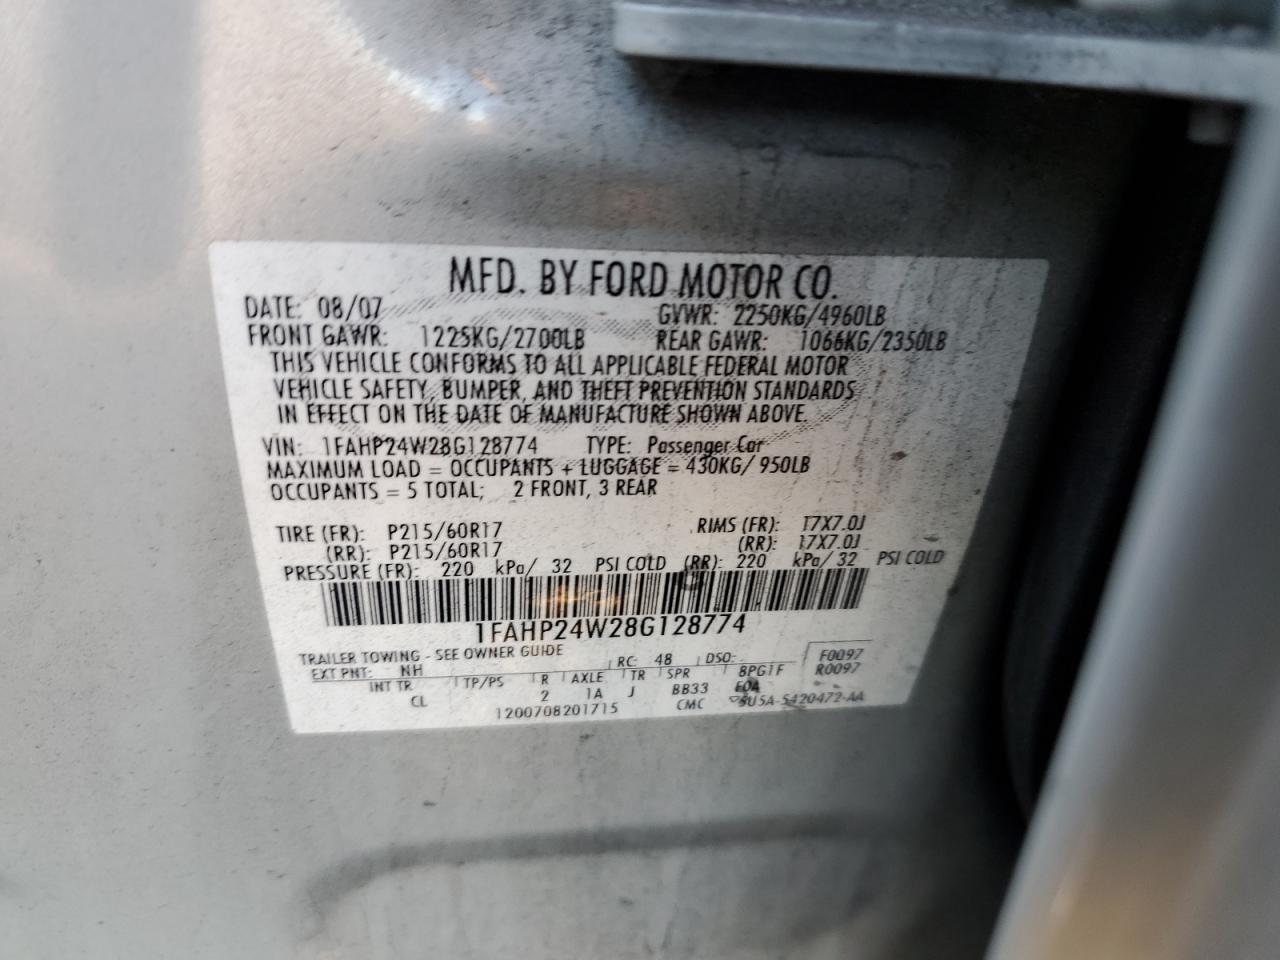 MFD. BY FORD MOTOR CO.
DATE: 08/07 GVWR: 2250KG/4960LB
FRONT GAWR: 1225KG/2700LB REAR GAWR: 1066KG/2350LB
THIS VEHICLE CONFORMS TO ALL APPLICABLE FEDERAL MOTOR
VEHICLE SAFETY, BUMPER, AND THEFT PREVENTION STANDARDS
IN EFFECT ON THE DATE OF MANUFACTURE SHOWN ABOVE.
VIN: 1FAHP24W28G128774 TYPE: Passenger Car
MAXIMUM LOAD = OCCUPANTS + LUGGAGE = 430KG/ 950LB
OCCUPANTS = 5 TOTAL; 2 FRONT, 3 REAR
TIRE (FR): P215/60R17 RIMS (FR): 17X7.0J
(RR): P215/60R17 (RR): 17X7.0J
PRESSURE (FR): 220 kPa/ 32 PSI COLD (RR): 220 kPa/ 32 PSI COLD
1FAHP24W28G128774
TRAILER TOWING - SEE OWNER GUIDE
EXT PNT: NH RC: 48 DSO: F0097
INT TR TP/PS R AXLE TR SPR 8PG1F R0097
CL 2 1A J BB33
1200708201715 CMC 5U5A-5420472-AA